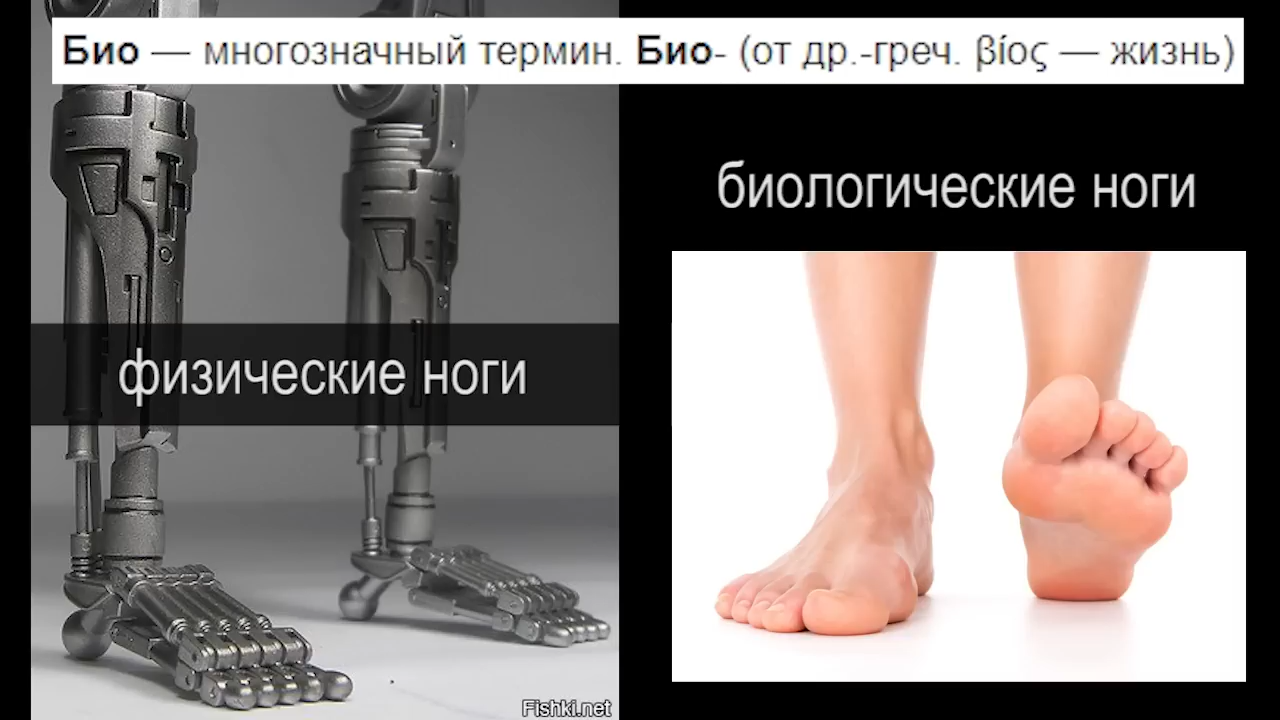 Био — многозначный термин. Био- (от др.-греч. βίος — жизнь)
биологические ноги
физические ноги
Fishki.net